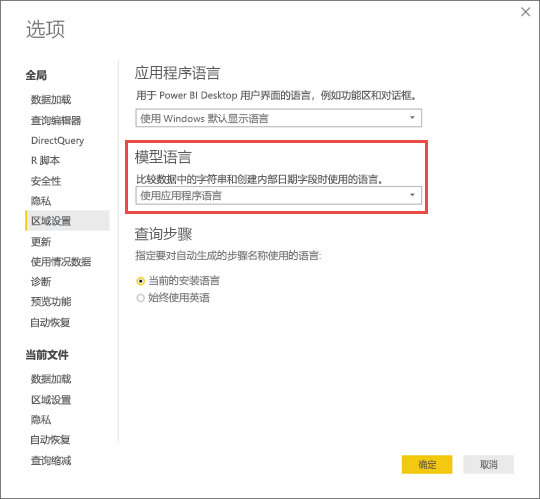 选项
全局
数据加载
查询编辑器
DirectQuery
R 脚本
安全性
隐私
区域设置
更新
使用情况数据
诊断
预览功能
自动恢复
当前文件
数据加载
区域设置
隐私
自动恢复
查询缩减
应用程序语言
用于 Power BI Desktop 用户界面的语言，例如功能区和对话框。
使用 Windows 默认显示语言
模型语言
比较数据中的字符串和创建内部日期字段时使用的语言。
使用应用程序语言
查询步骤
指定要对自动生成的步骤名称使用的语言:
当前的安装语言
始终使用英语
确定
取消